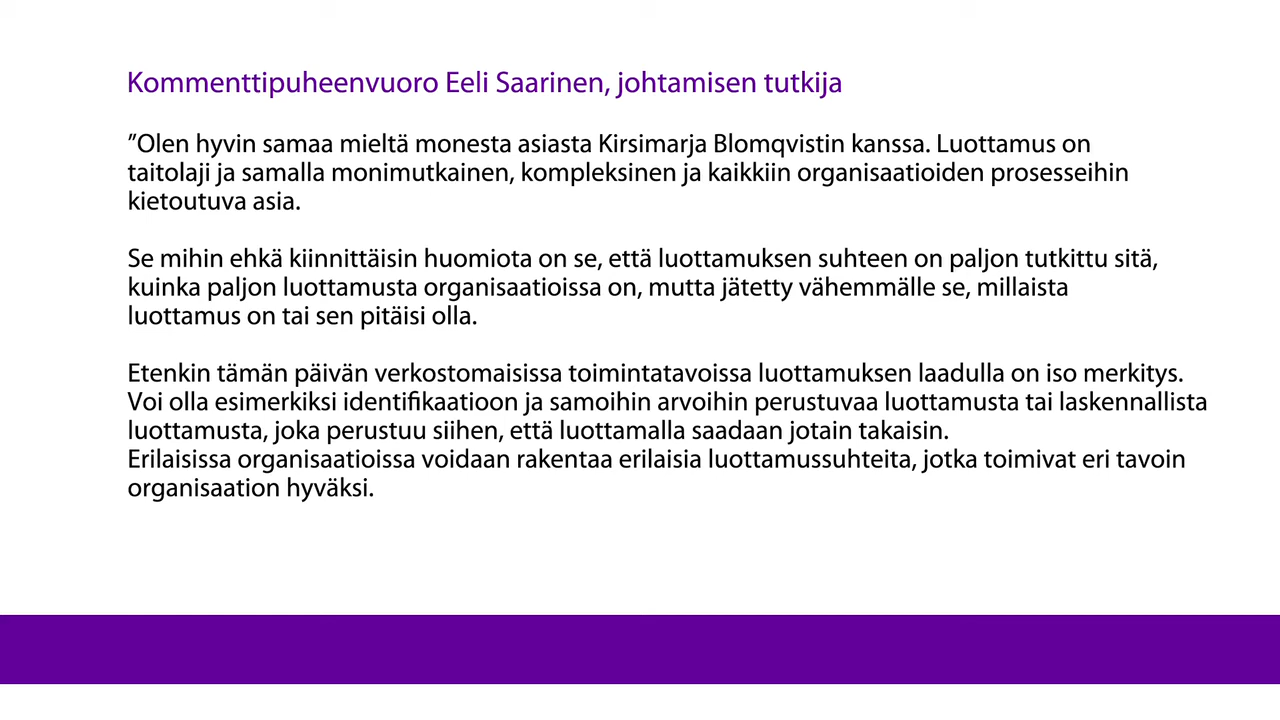 Kommenttipuheenvuoro Eeli Saarinen, johtamisen tutkija
”Olen hyvin samaa mieltä monesta asiasta Kirsimarja Blomqvistin kanssa. Luottamus on
taitolaji ja samalla monimutkainen, kompleksinen ja kaikkiin organisaatioiden prosesseihin
kietoutuva asia.
Se mihin ehkä kiinnittäisin huomiota on se, että luottamuksen suhteen on paljon tutkittu sitä,
kuinka paljon luottamusta organisaatioissa on, mutta jätetty vähemmälle se, millaista
luottamus on tai sen pitäisi olla.
Etenkin tämän päivän verkostomaisissa toimintatavoissa luottamuksen laadulla on iso merkitys.
Voi olla esimerkiksi identifikaatioon ja samoihin arvoihin perustuvaa luottamusta tai laskennallista
luottamusta, joka perustuu siihen, että luottamalla saadaan jotain takaisin.
Erilaisissa organisaatioissa voidaan rakentaa erilaisia luottamussuhteita, jotka toimivat eri tavoin
organisaation hyväksi.